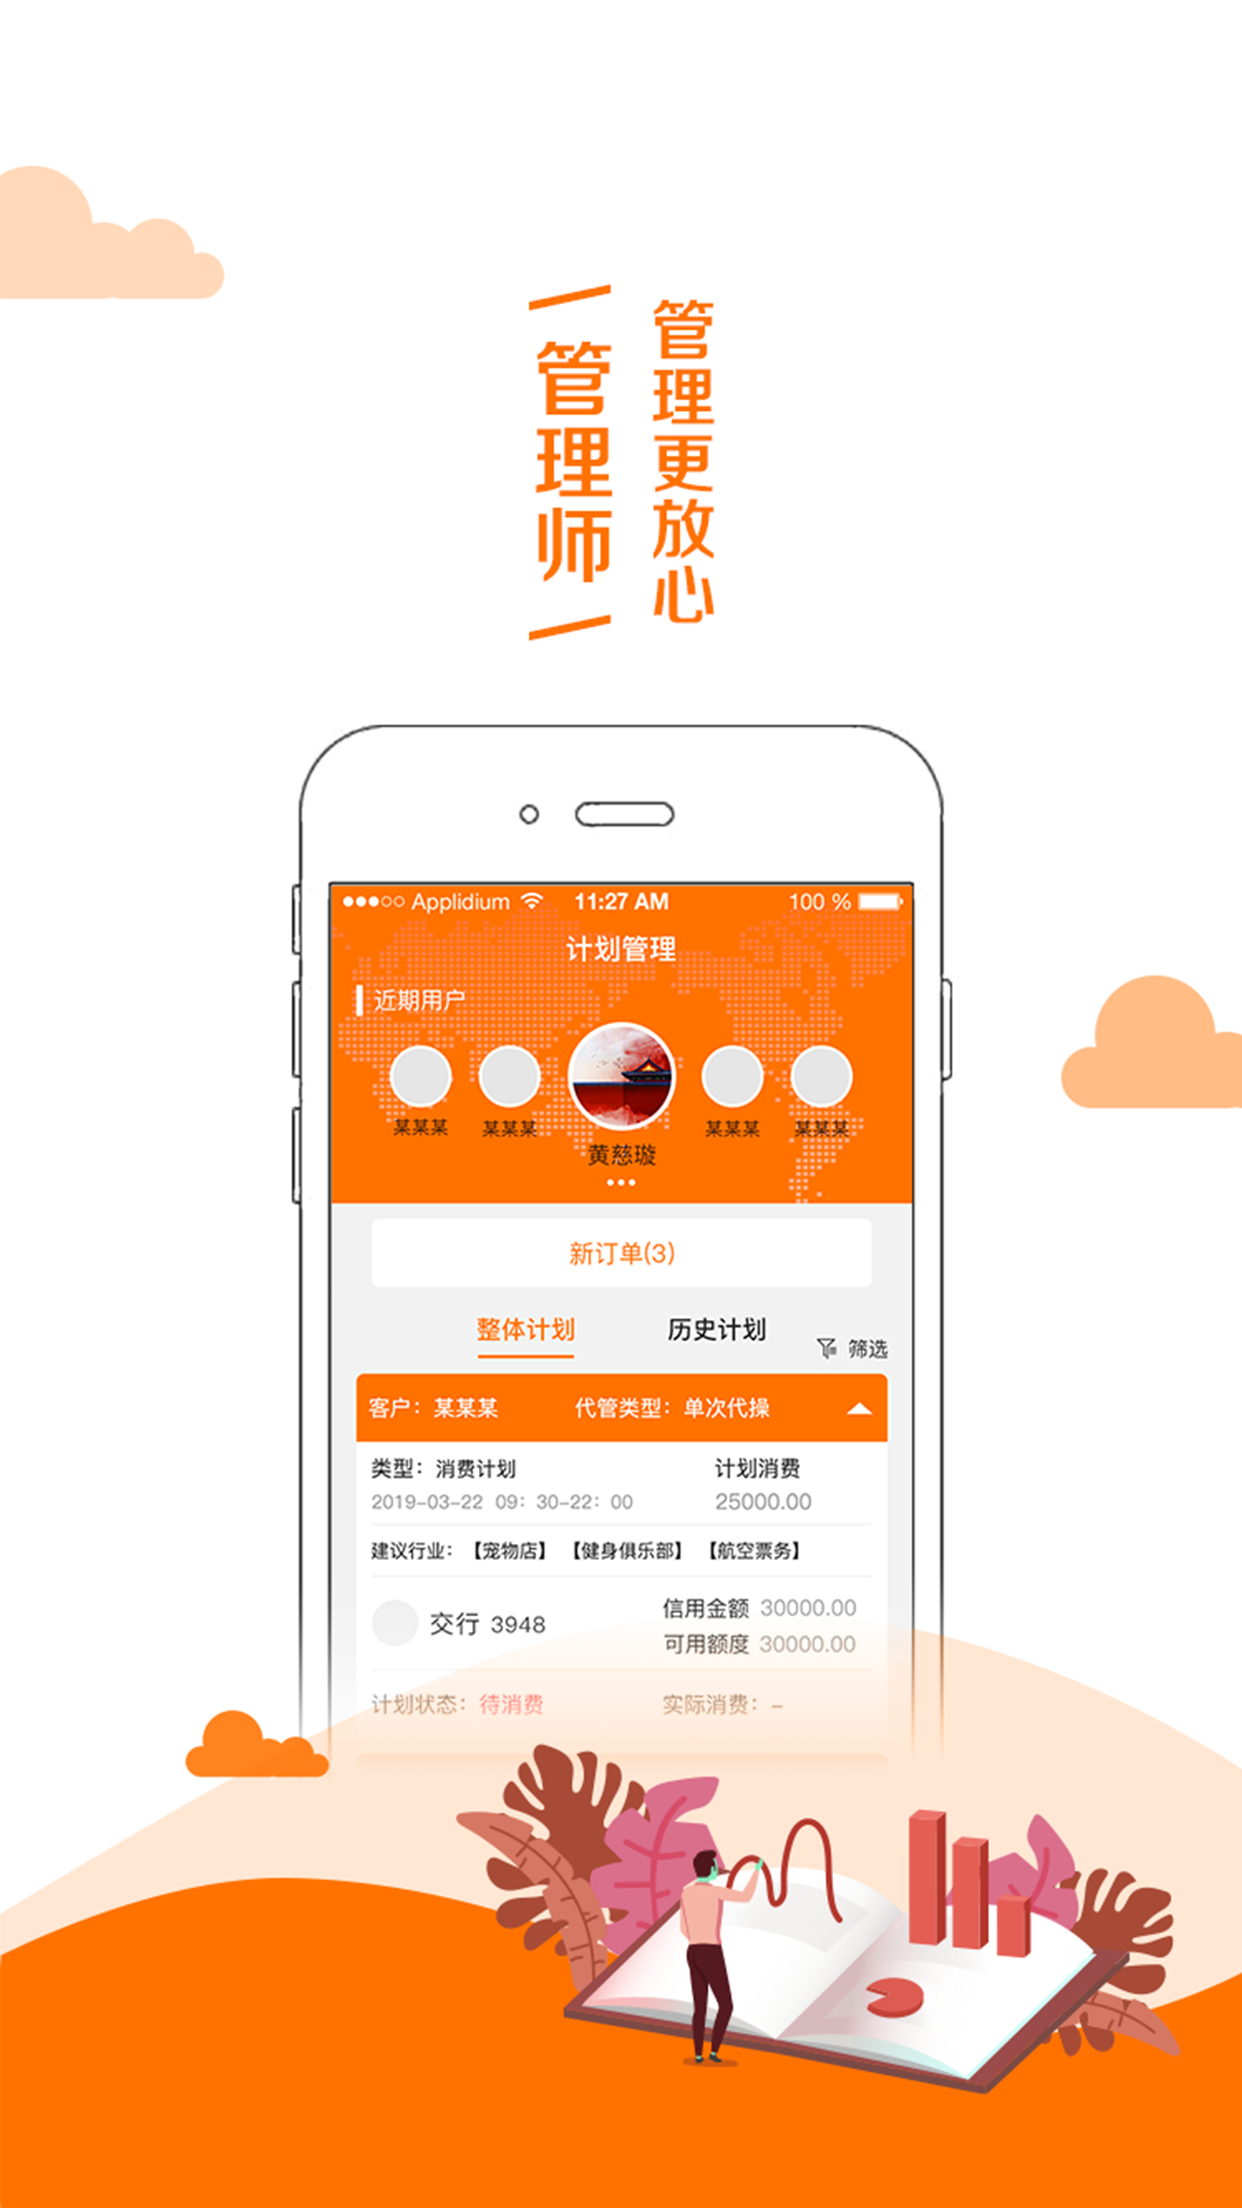 管理更放心
管理师
Applidium 11:27 AM 100 %
计划管理
近期用户
某某某 某某某 黄慈璇 某某某 某某某
新订单(3)
整体计划 历史计划 筛选
客户：某某某 代管类型：单次代操
类型：消费计划 计划消费
2019-03-22 09：30-22：00 25000.00
建议行业：【宠物店】【健身俱乐部】【航空票务】
交行 3948 信用金额 30000.00
可用额度 30000.00
计划状态：待消费 实际消费：-